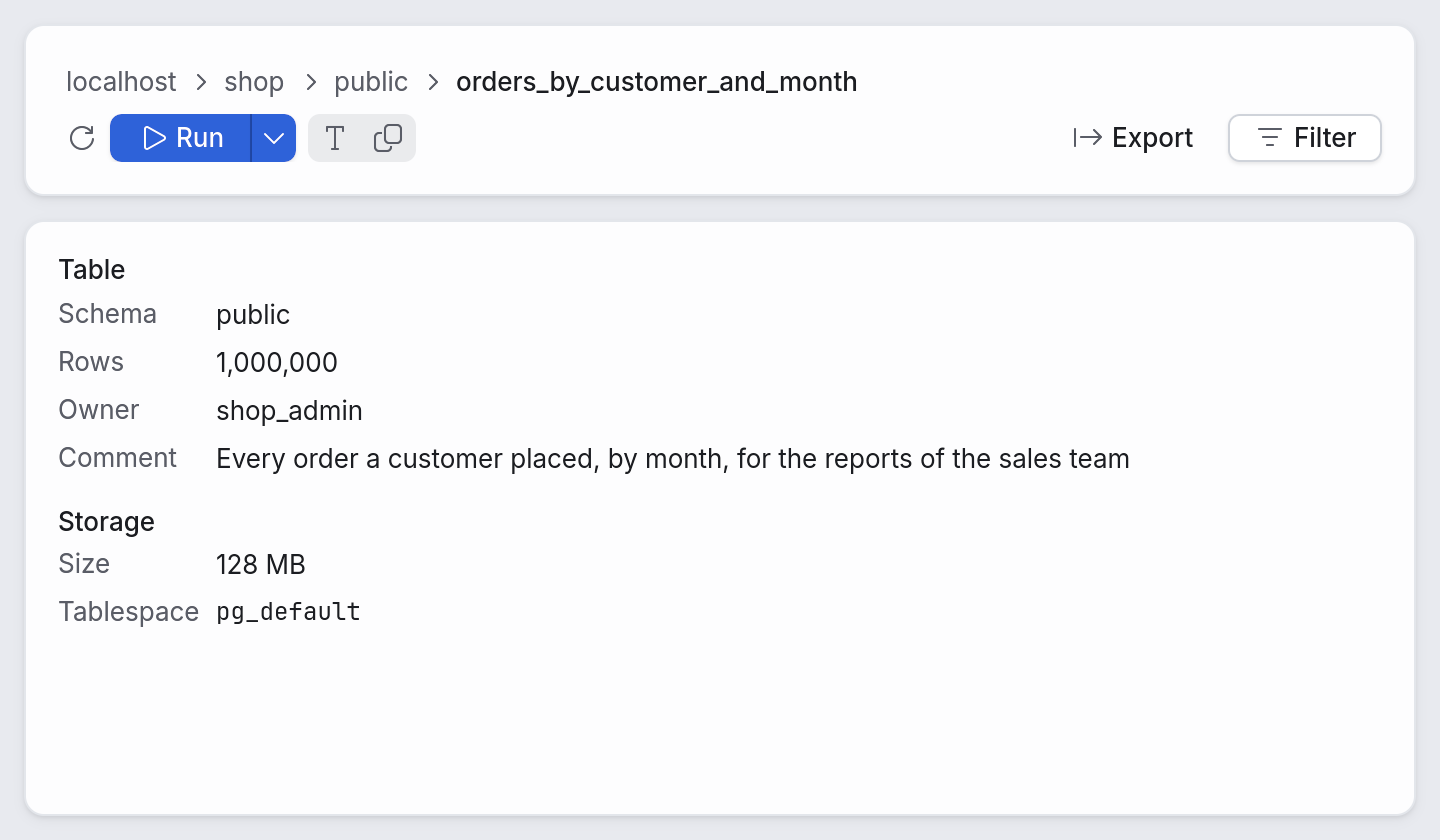 localhost shop public orders_by_customer_and_month
Run Export Filter
Table
Schema public
Rows 1,000,000
Owner shop_admin
Comment Every order a customer placed, by month, for the reports of the sales team
Storage
Size 128 MB
Tablespace pg_default